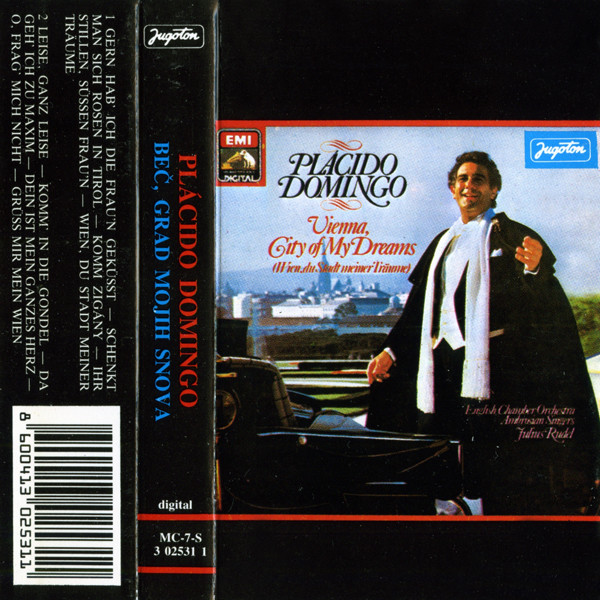 1 GERN HAB' ICH DIE FRAU'N GEKÜSST — SCHENKT
MAN SICH ROSEN IN TIROL — KOMM ZIGANY — IHR
STILLEN, SÜSSEN FRAU'N — WIEN, DU STADT MEINER
TRÄUME
2 LEISE, GANZ LEISE — KOMM' IN DIE GONDEL — DA
GEH' ICH ZU MAXIM — DEIN IST MEIN GANZES HERZ —
O, FRAG' MICH NICHT — GRÜSS MIR MEIN WIEN
8 600413 025311
Jugoton
PLÁCIDO DOMINGO
BEČ, GRAD MOJIH SNOVA
digital
MC-7-S
3 02531 1
EMI
DIGITAL
PLÁCIDO
DOMINGO
Vienna,
City of My Dreams
(Wien, du Stadt meiner Träume)
Jugoton
English Chamber Orchestra
Ambrosian Singers
Julius Rudel